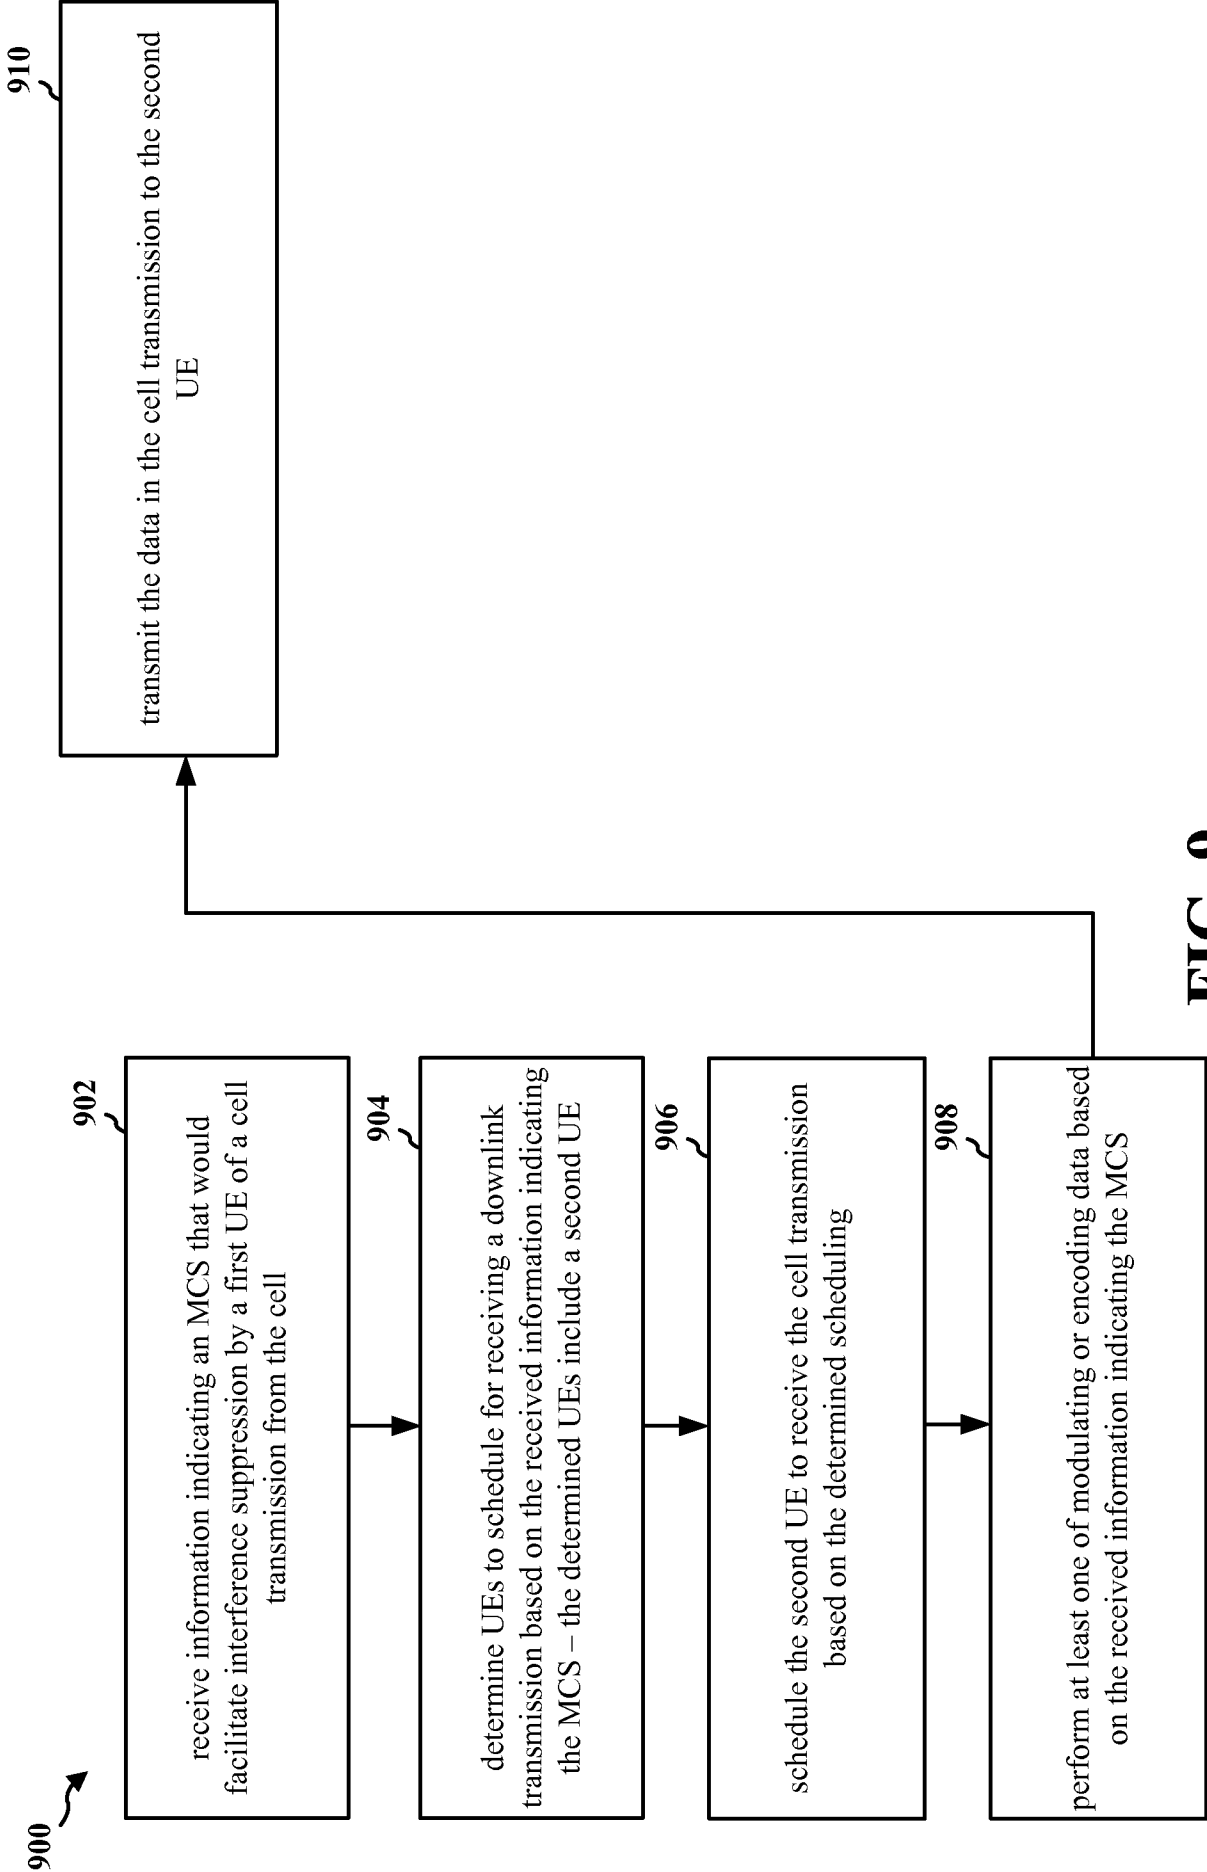 900
902
receive information indicating an MCS that would
facilitate interference suppression by a first UE of a cell
transmission from the cell
904
determine UEs to schedule for receiving a downlink
transmission based on the received information indicating
the MCS – the determined UEs include a second UE
906
schedule the second UE to receive the cell transmission
based on the determined scheduling
908
perform at least one of modulating or encoding data based
on the received information indicating the MCS
910
transmit the data in the cell transmission to the second
UE
FIG. 9